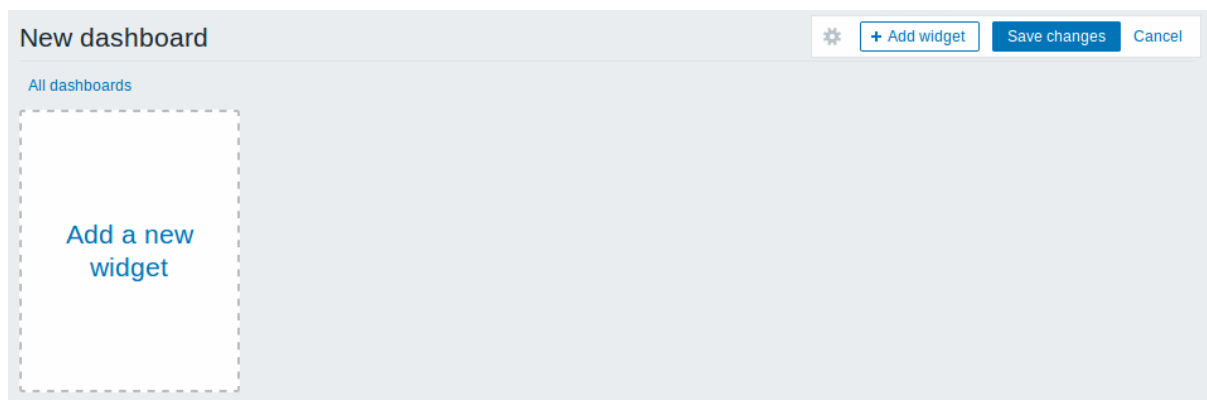 New dashboard
+ Add widget
Save changes
Cancel
All dashboards
Add a new
widget